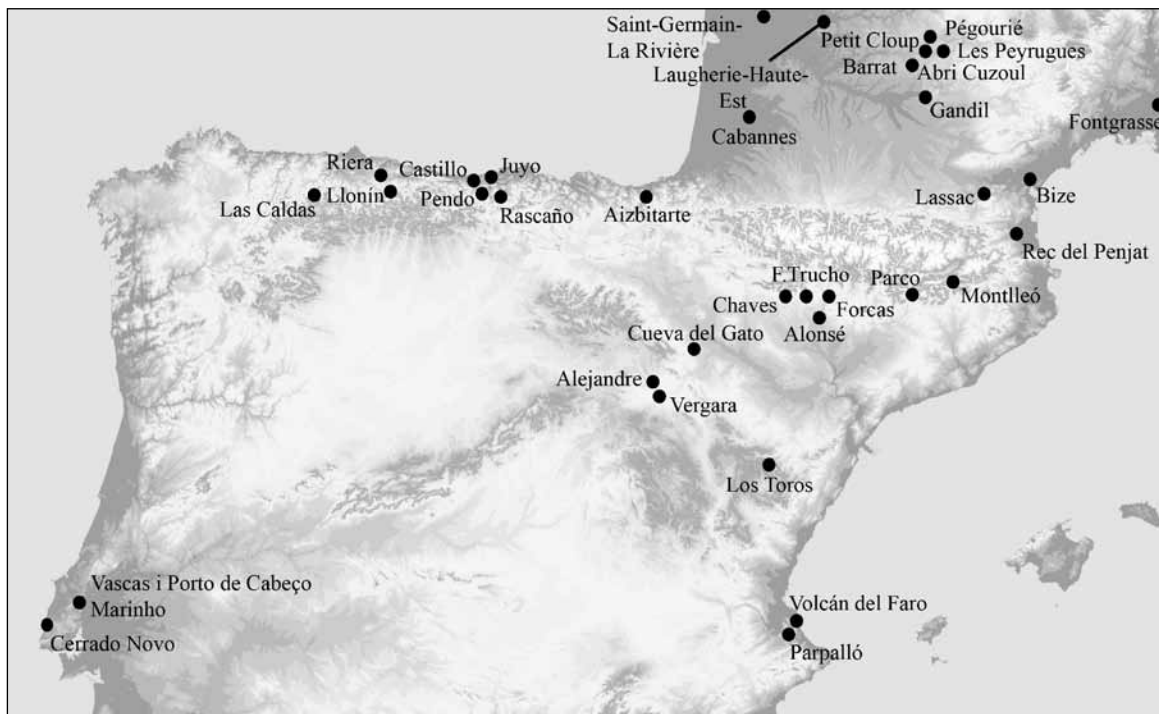 Saint-Germain-
La Rivière
Laugherie-Haute-
Est
Cabannes
Pégourié
Petit Cloup
Les Peyrugues
Barrat
Abri Cuzoul
Gandil
Fontgrasse
Riera
Castillo
Juyo
Llonín
Las Caldas
Pendo
Rascaño
Aizbitarte
Lassac
Bize
Rec del Penjat
F.Trucho
Parco
Montlleó
Chaves
Forcas
Alonsé
Cueva del Gato
Alejandre
Vergara
Los Toros
Vascas i Porto de Cabeço
Marinho
Cerrado Novo
Volcán del Faro
Parpalló